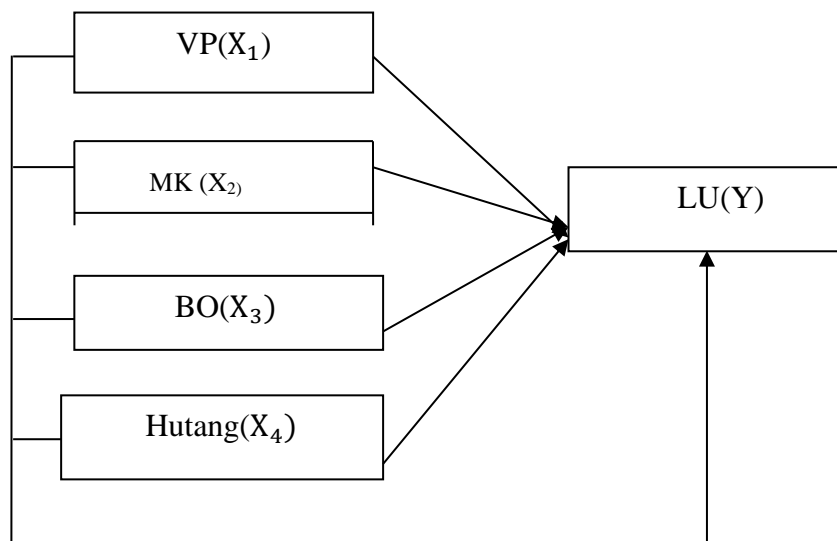 VP(X₁)
MK (X₂)
LU(Y)
BO(X₃)
Hutang(X₄)